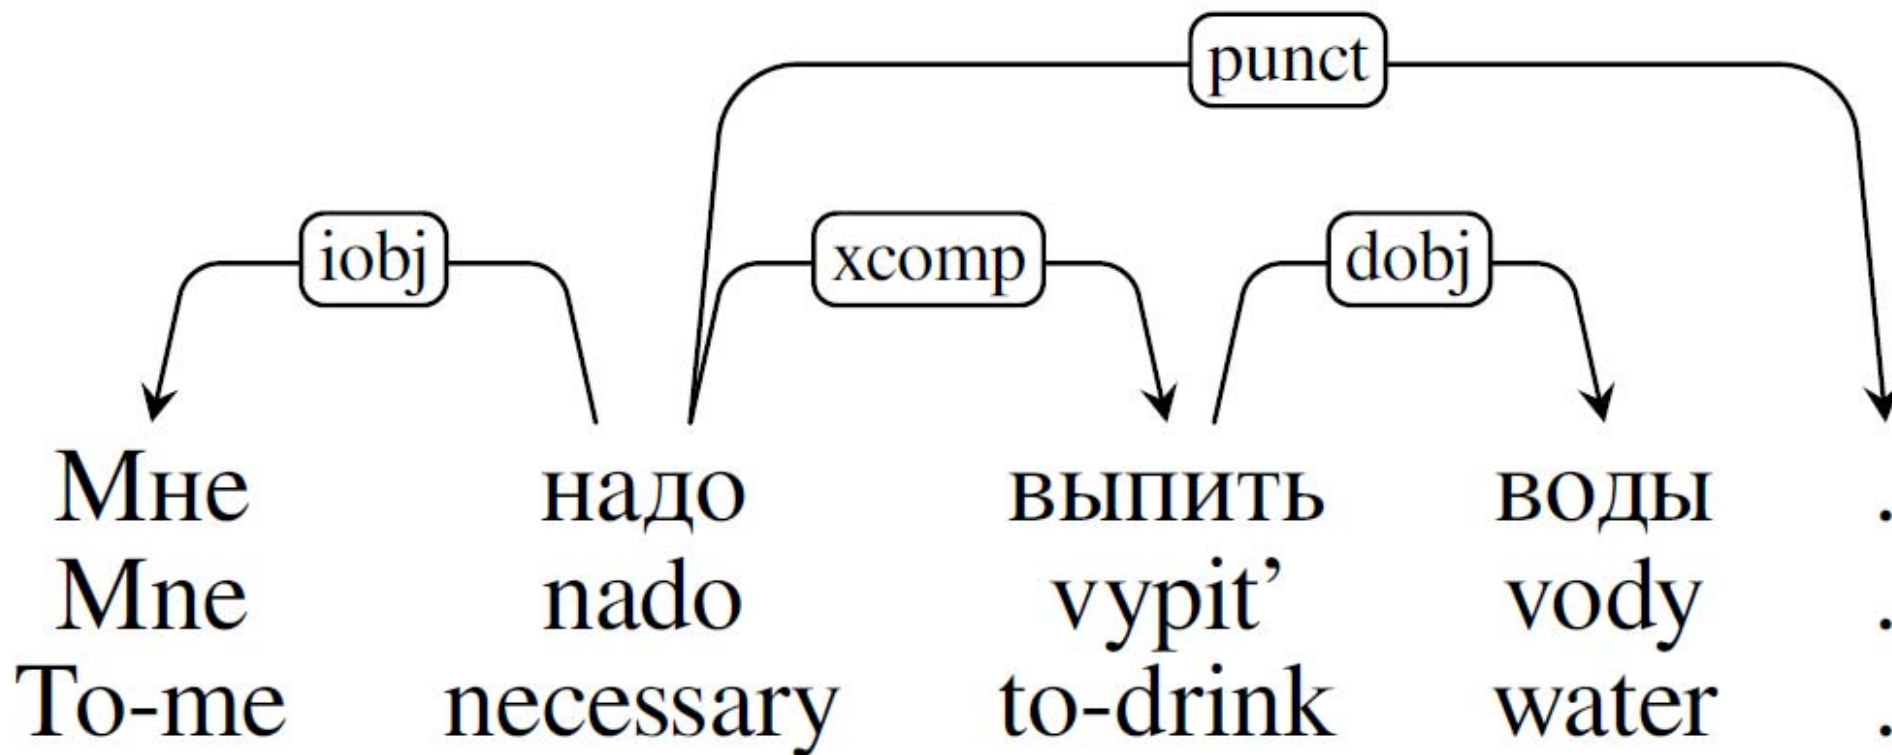 punct
iobj xcomp dobj
Мне надо выпить воды .
Mne nado vypit’ vody .
To-me necessary to-drink water .